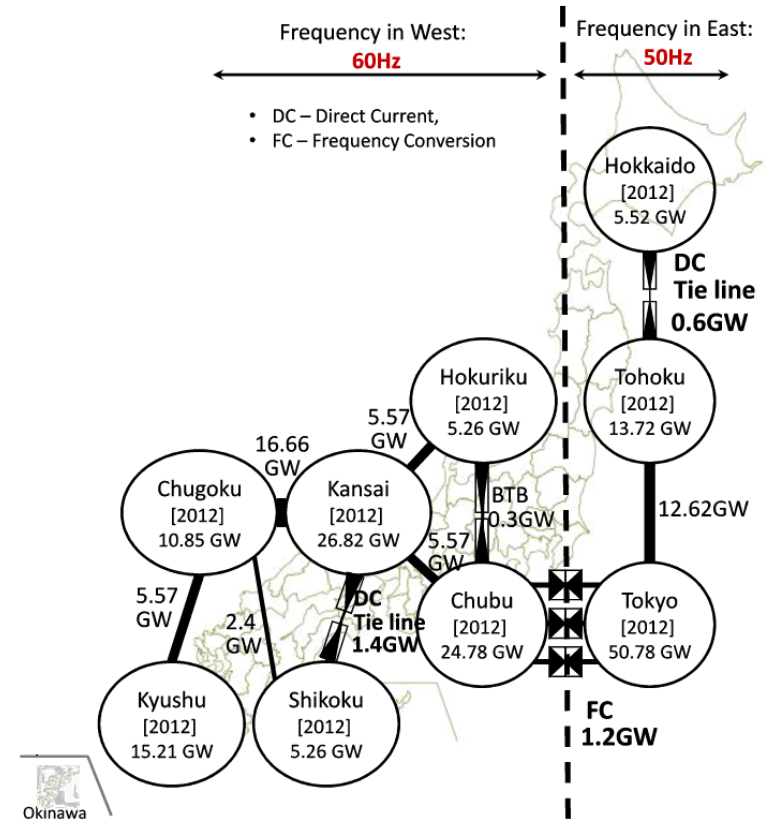 Frequency in West:
60Hz
Frequency in East:
50Hz
• DC – Direct Current,
• FC – Frequency Conversion
Hokkaido
[2012]
5.52 GW
DC
Tie line
0.6GW
Hokuriku
[2012]
5.26 GW
Tohoku
[2012]
13.72 GW
5.57
GW
16.66
GW
Chugoku
[2012]
10.85 GW
Kansai
[2012]
26.82 GW
BTB
0.3GW
12.62GW
5.57
GW
5.57
GW
2.4
GW
DC
Tie line
1.4GW
Chubu
[2012]
24.78 GW
Tokyo
[2012]
50.78 GW
Kyushu
[2012]
15.21 GW
Shikoku
[2012]
5.26 GW
FC
1.2GW
Okinawa